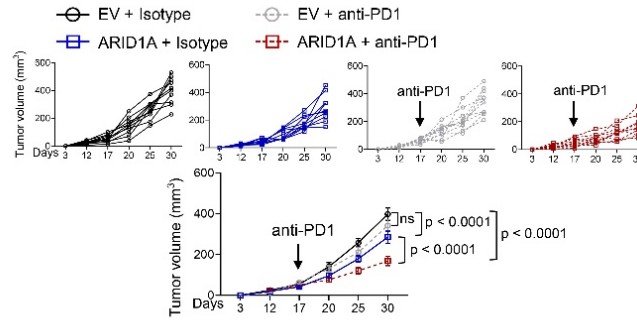 EV + Isotype
EV + anti-PD1
ARID1A + Isotype
ARID1A + anti-PD1
Tumor volume (mm³)
600
400
200
0
Days
3 12 17 20 25 30
600
400
200
0
3 12 17 20 25 30
anti-PD1
600
400
200
0
3 12 17 20 25 30
anti-PD1
600
400
200
0
3 12 17 20 25
Tumor volume (mm³)
600
400
200
0
anti-PD1
ns
p < 0.0001
p < 0.0001
p < 0.0001
Days
3 12 17 20 25 30